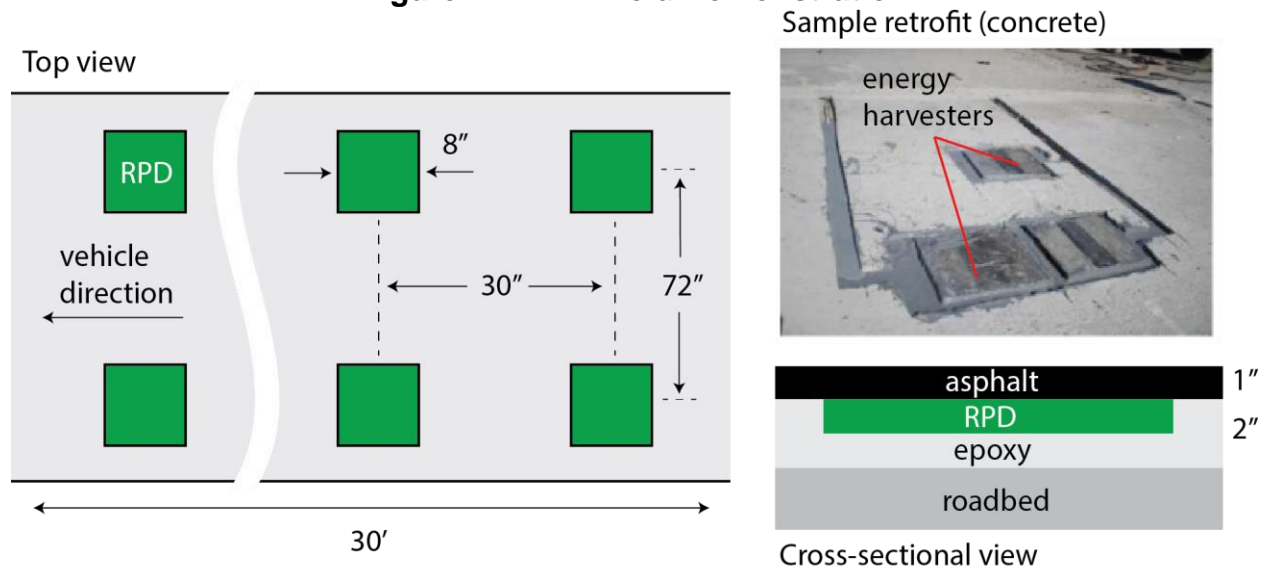 Sample retrofit (concrete)
Top view
RPD
8”
vehicle
direction
30”
72”
30’
energy
harvesters
asphalt
1”
RPD
2”
epoxy
roadbed
Cross-sectional view